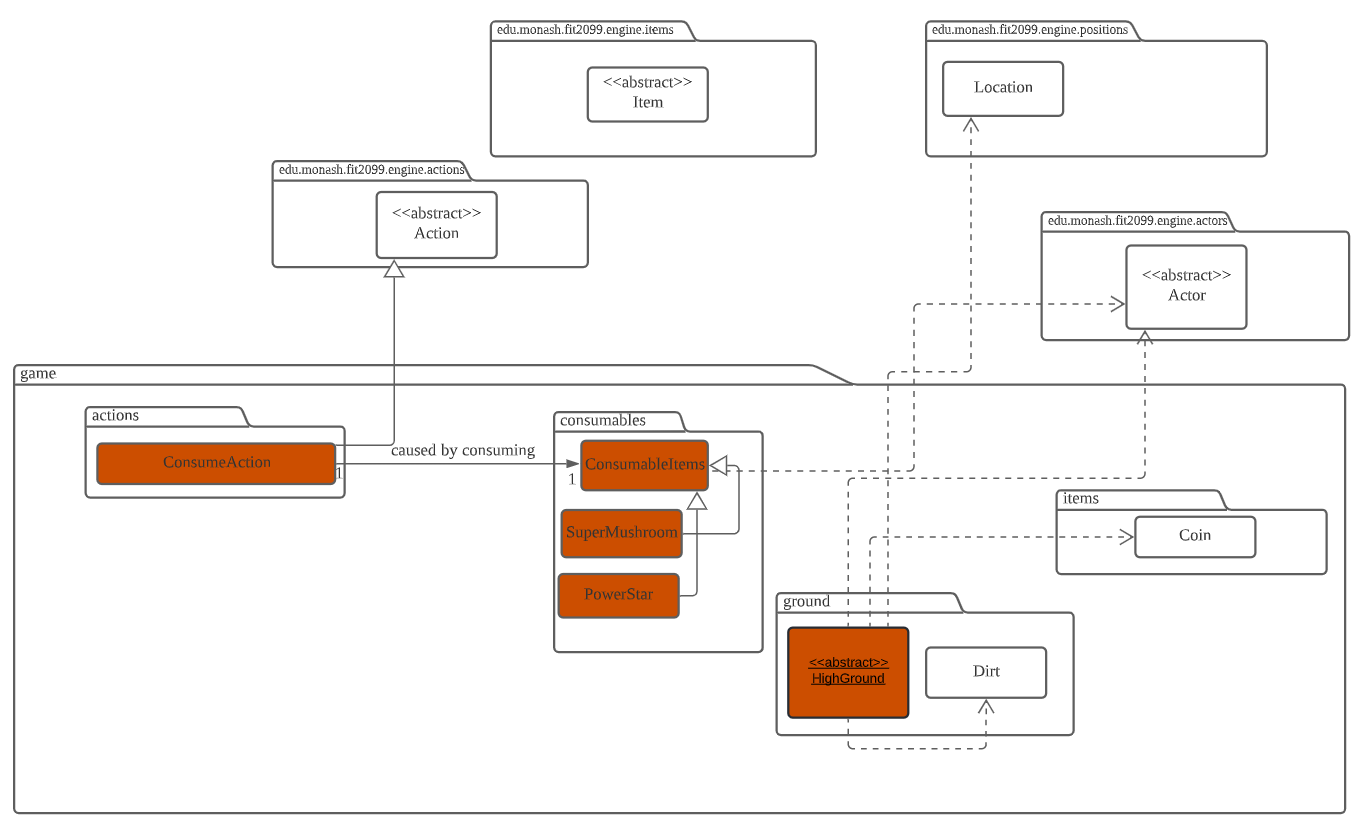 edu.monash.fit2099.engine.items
<<abstract>>
Item
edu.monash.fit2099.engine.positions
Location
edu.monash.fit2099.engine.actions
<<abstract>>
Action
edu.monash.fit2099.engine.actors
<<abstract>>
Actor
game
actions
ConsumeAction
1
caused by consuming
1
consumables
ConsumableItems
SuperMushroom
PowerStar
items
Coin
ground
<<abstract>>
HighGround
Dirt